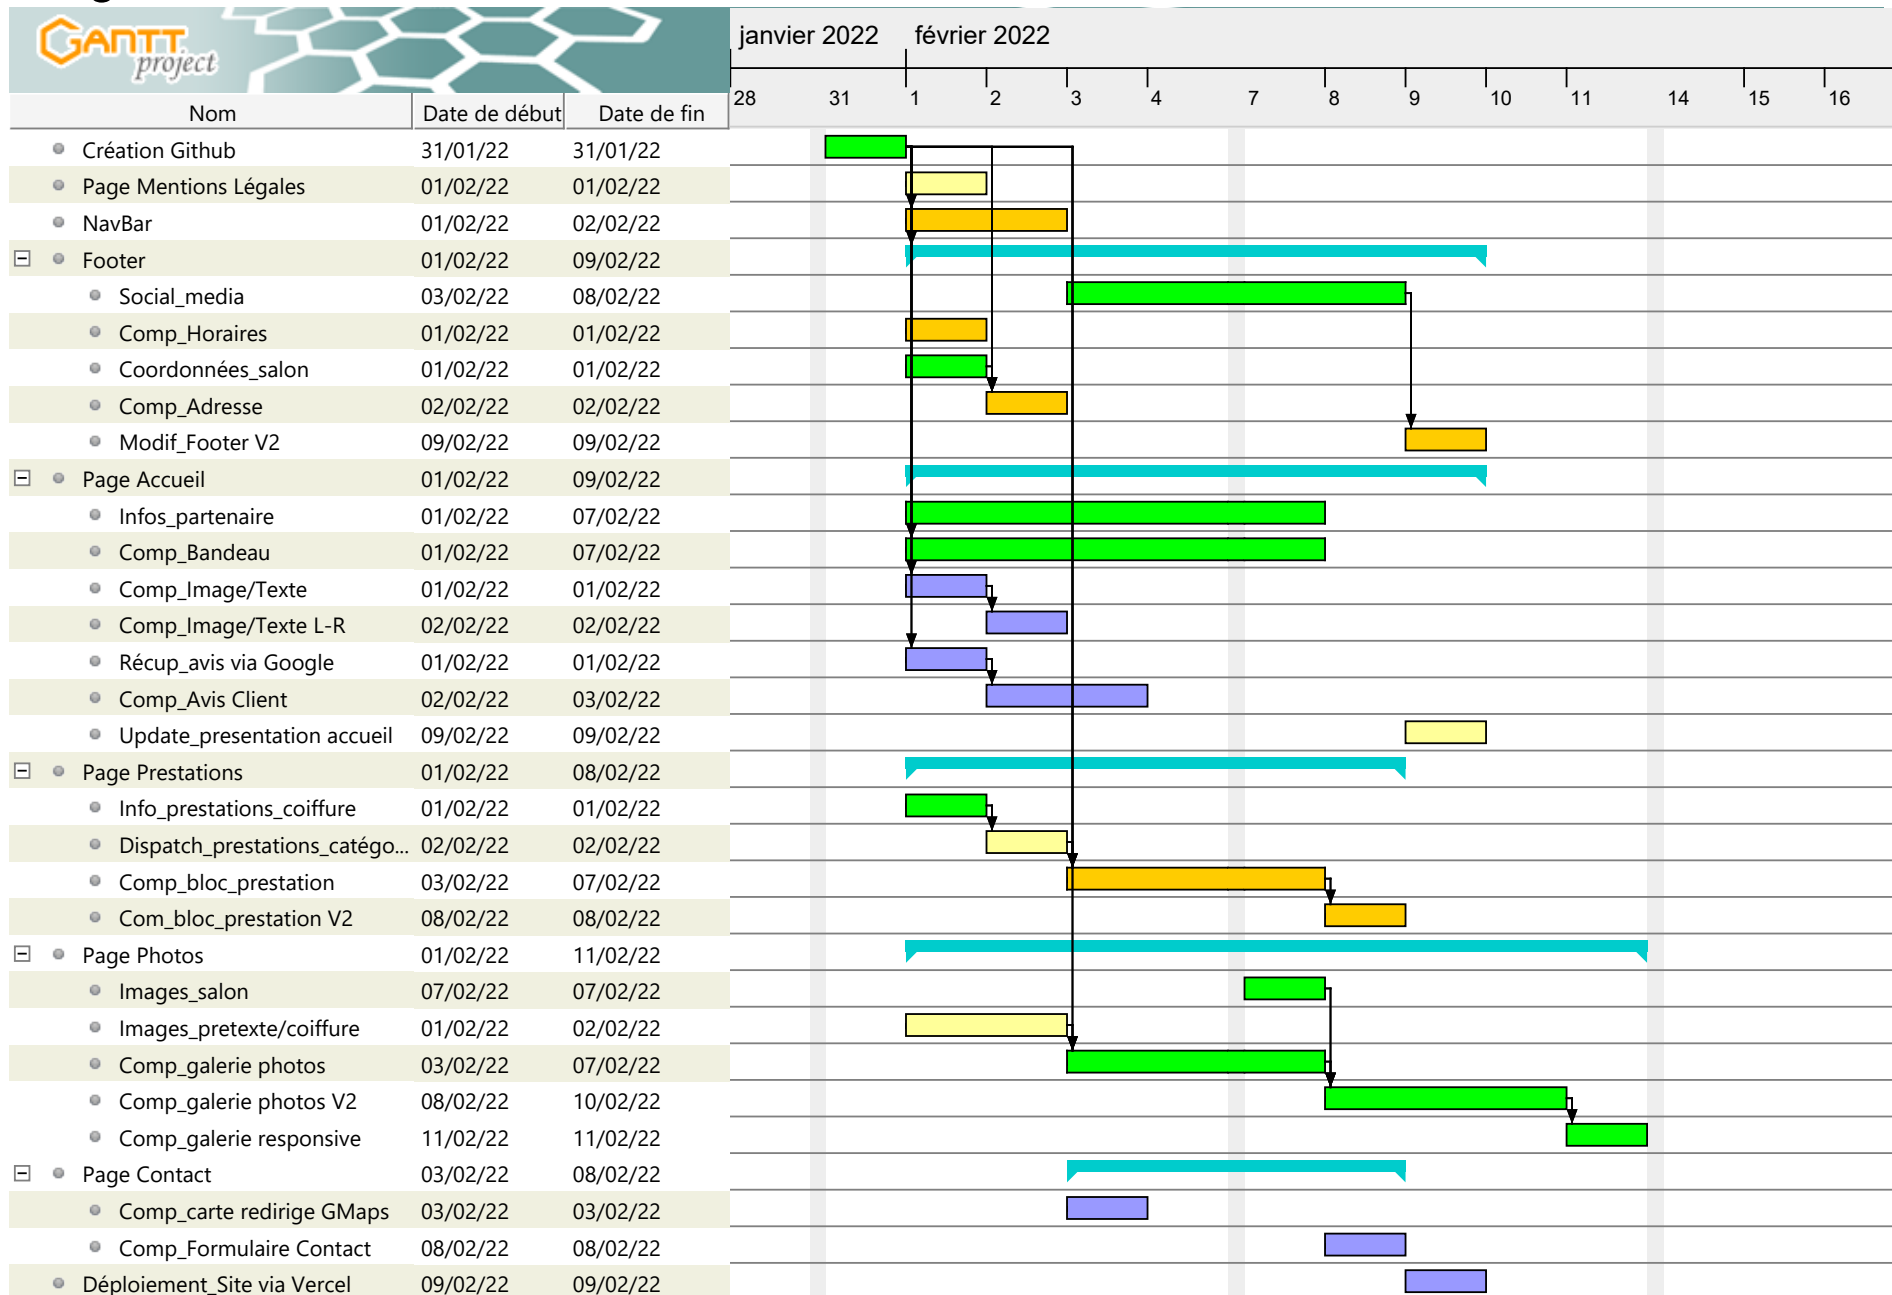 GANTT
project
janvier 2022 février 2022
28 31 1 2 3 4 7 8 9 10 11 14 15 16
Nom Date de début Date de fin
Création Github 31/01/22 31/01/22
Page Mentions Légales 01/02/22 01/02/22
NavBar 01/02/22 02/02/22
Footer 01/02/22 09/02/22
Social_media 03/02/22 08/02/22
Comp_Horaires 01/02/22 01/02/22
Coordonnées_salon 01/02/22 01/02/22
Comp_Adresse 02/02/22 02/02/22
Modif_Footer V2 09/02/22 09/02/22
Page Accueil 01/02/22 09/02/22
Infos_partenaire 01/02/22 07/02/22
Comp_Bandeau 01/02/22 07/02/22
Comp_Image/Texte 01/02/22 01/02/22
Comp_Image/Texte L-R 02/02/22 02/02/22
Récup_avis via Google 01/02/22 01/02/22
Comp_Avis Client 02/02/22 03/02/22
Update_presentation accueil 09/02/22 09/02/22
Page Prestations 01/02/22 08/02/22
Info_prestations_coiffure 01/02/22 01/02/22
Dispatch_prestations_catégo... 02/02/22 02/02/22
Comp_bloc_prestation 03/02/22 07/02/22
Com_bloc_prestation V2 08/02/22 08/02/22
Page Photos 01/02/22 11/02/22
Images_salon 07/02/22 07/02/22
Images_pretexte/coiffure 01/02/22 02/02/22
Comp_galerie photos 03/02/22 07/02/22
Comp_galerie photos V2 08/02/22 10/02/22
Comp_galerie responsive 11/02/22 11/02/22
Page Contact 03/02/22 08/02/22
Comp_carte redirige GMaps 03/02/22 03/02/22
Comp_Formulaire Contact 08/02/22 08/02/22
Déploiement_Site via Vercel 09/02/22 09/02/22